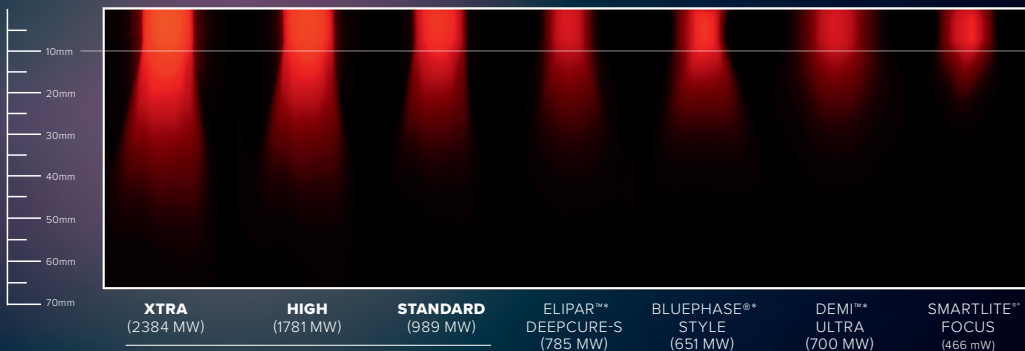 10mm
20mm
30mm
40mm
50mm
60mm
70mm
XTRA
(2384 MW)
HIGH
(1781 MW)
STANDARD
(989 MW)
ELIPAR™*
DEEPCURE-S
(785 MW)
BLUEPHASE®*
STYLE
(651 MW)
DEMI™*
ULTRA
(700 MW)
SMARTLITE®*
FOCUS
(466 mW)